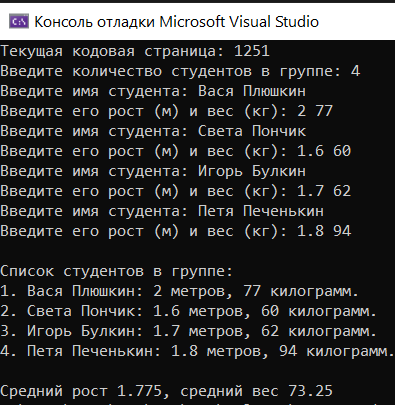 C:\ Консоль отладки Microsoft Visual Studio
Текущая кодовая страница: 1251
Введите количество студентов в группе: 4
Введите имя студента: Вася Плюшкин
Введите его рост (м) и вес (кг): 2 77
Введите имя студента: Света Пончик
Введите его рост (м) и вес (кг): 1.6 60
Введите имя студента: Игорь Булкин
Введите его рост (м) и вес (кг): 1.7 62
Введите имя студента: Петя Печенькин
Введите его рост (м) и вес (кг): 1.8 94
Список студентов в группе:
1. Вася Плюшкин: 2 метров, 77 килограмм.
2. Света Пончик: 1.6 метров, 60 килограмм.
3. Игорь Булкин: 1.7 метров, 62 килограмм.
4. Петя Печенькин: 1.8 метров, 94 килограмм.
Средний рост 1.775, средний вес 73.25